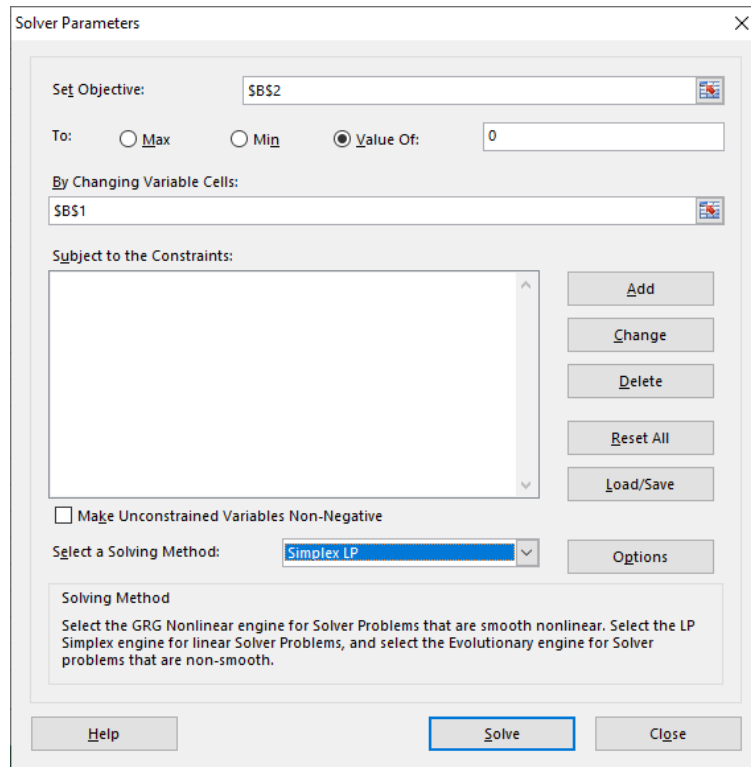 Solver Parameters
Set Objective: $B$2
To: Max Min Value Of: 0
By Changing Variable Cells:
$B$1
Subject to the Constraints:
Add
Change
Delete
Reset All
Load/Save
Make Unconstrained Variables Non-Negative
Select a Solving Method: Simplex LP Options
Solving Method
Select the GRG Nonlinear engine for Solver Problems that are smooth nonlinear. Select the LP
Simplex engine for linear Solver Problems, and select the Evolutionary engine for Solver
problems that are non-smooth.
Help Solve Close